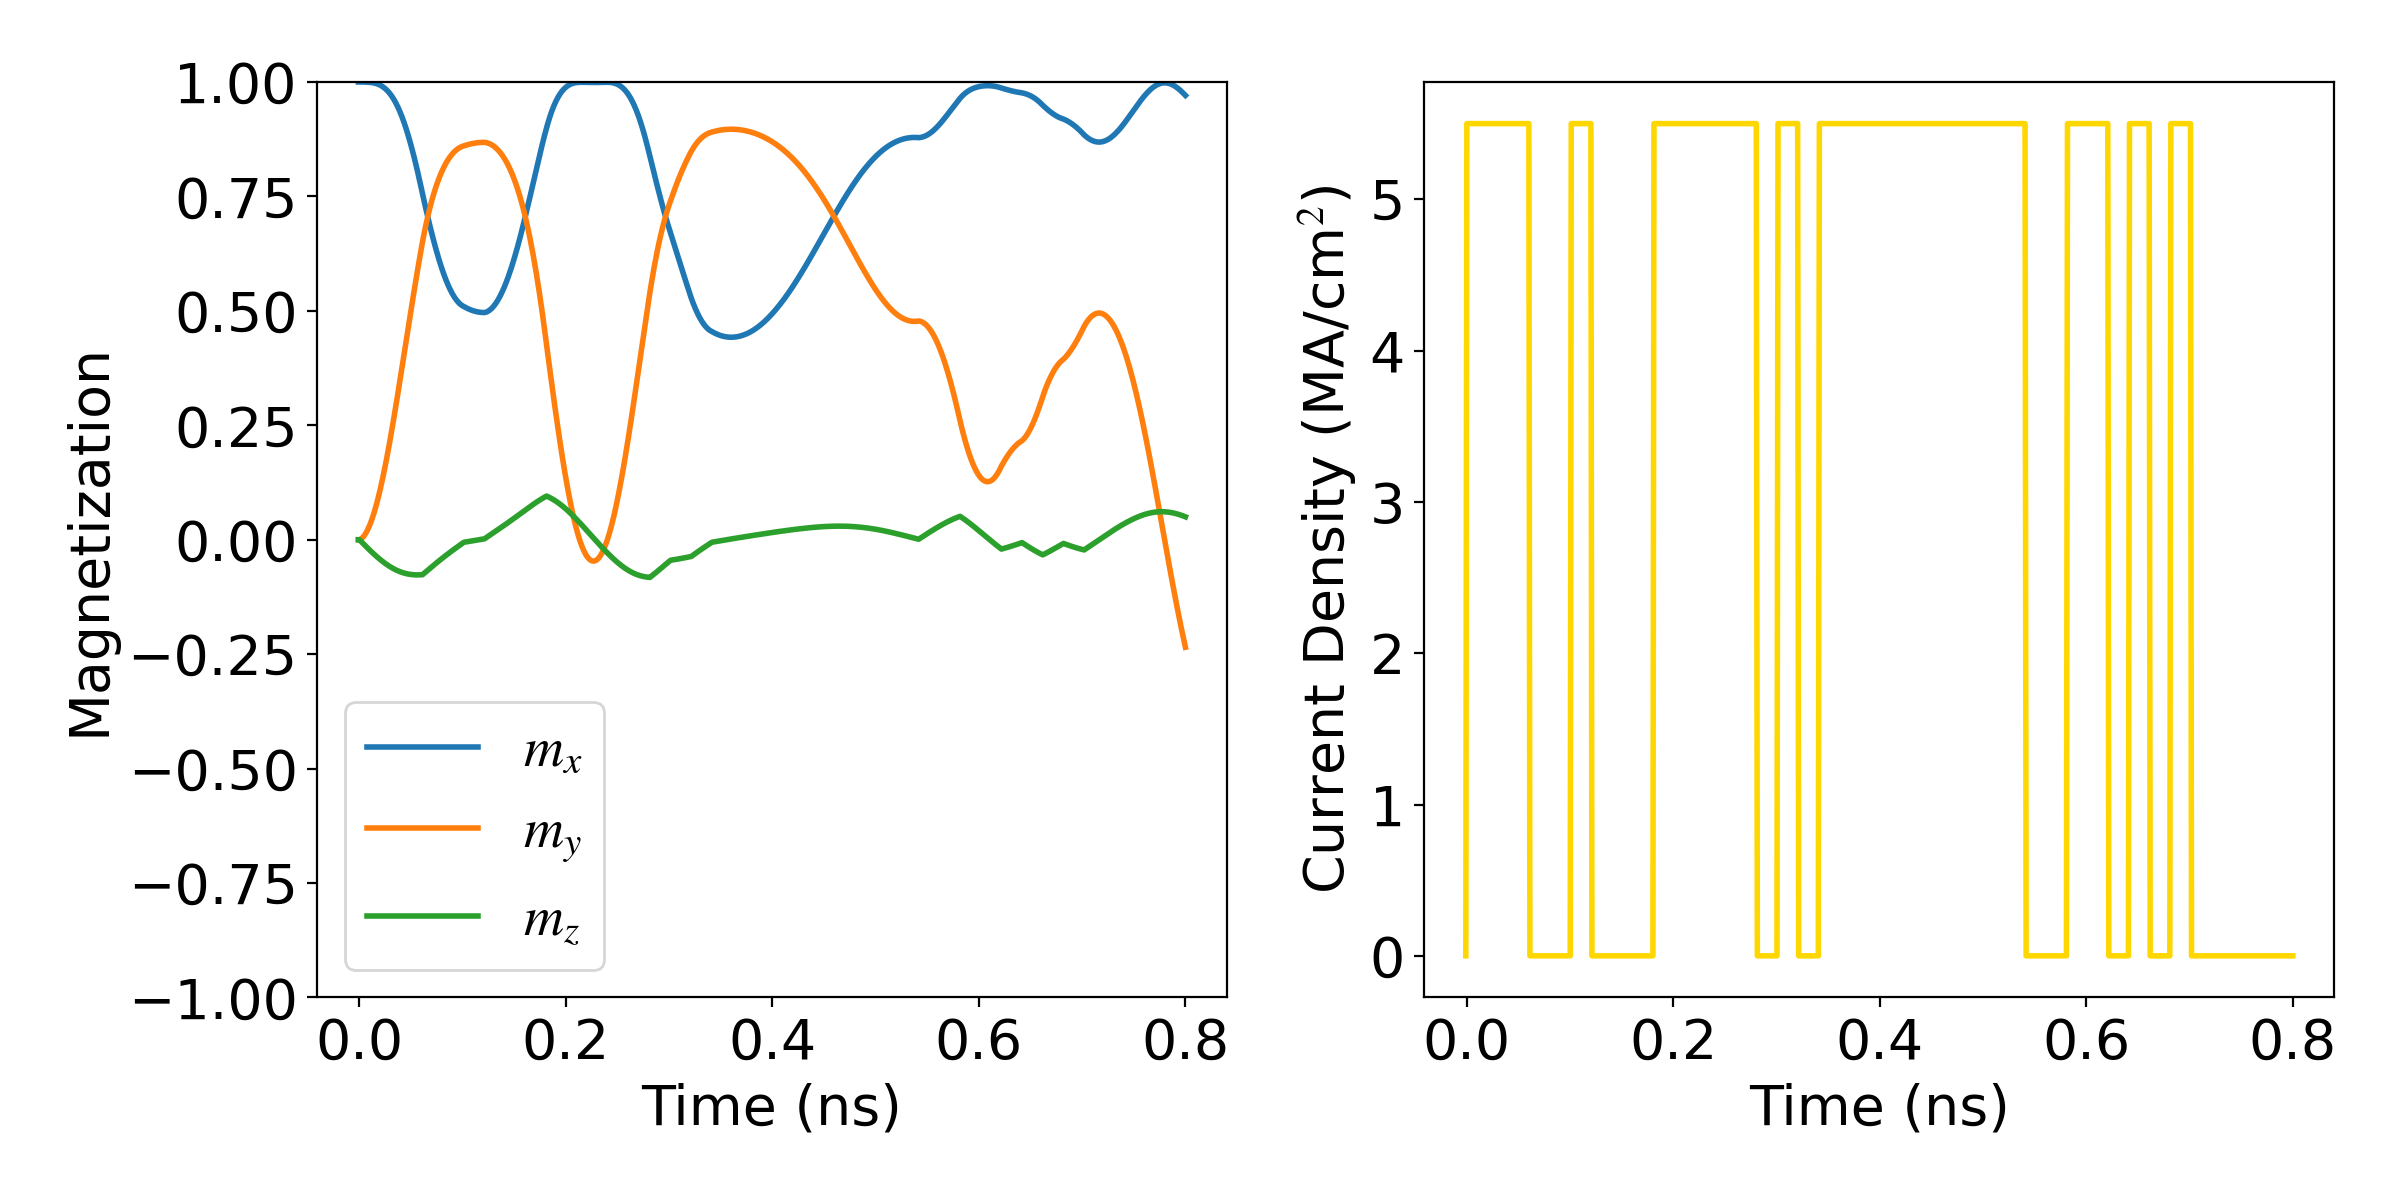 Magnetization
1.00
0.75
0.50
0.25
0.00
−0.25
−0.50
−0.75
−1.00
m_x
m_y
m_z
0.0 0.2 0.4 0.6 0.8
Time (ns)
Current Density (MA/cm²)
5
4
3
2
1
0
0.0 0.2 0.4 0.6 0.8
Time (ns)